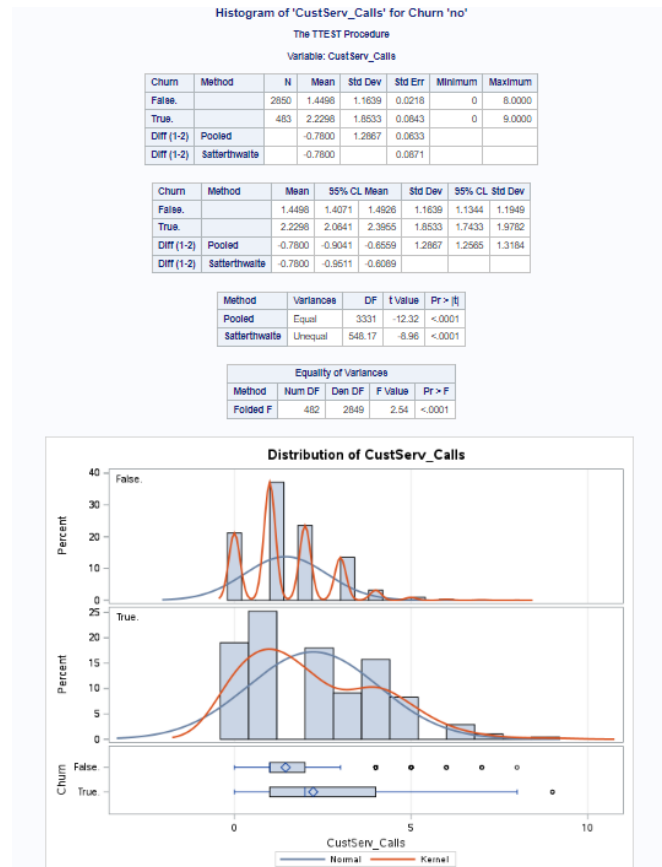 Histogram of 'CustServ_Calls' for Churn 'no'
The TTEST Procedure
Variable: CustServ_Calls
Churn Method N Mean Std Dev Std Err Minimum Maximum
False. 2850 1.4498 1.1639 0.0218 0 8.0000
True. 483 2.2298 1.8533 0.0843 0 9.0000
Diff (1-2) Pooled -0.7800 1.2867 0.0633
Diff (1-2) Satterthwaite -0.7800 0.0871
Churn Method Mean 95% CL Mean Std Dev 95% CL Std Dev
False. 1.4498 1.4071 1.4926 1.1639 1.1344 1.1949
True. 2.2298 2.0641 2.3955 1.8533 1.7433 1.9782
Diff (1-2) Pooled -0.7800 -0.9041 -0.6559 1.2867 1.2565 1.3184
Diff (1-2) Satterthwaite -0.7800 -0.9511 -0.6089
Method Variances DF t Value Pr > |t|
Pooled Equal 3331 -12.32 <.0001
Satterthwaite Unequal 548.17 -8.96 <.0001
Equality of Variances
Method Num DF Den DF F Value Pr > F
Folded F 482 2849 2.54 <.0001
Distribution of CustServ_Calls
False.
Percent
40
30
20
10
0
True.
Percent
25
20
15
10
5
0
Churn
False.
True.
0 5 10
CustServ_Calls
Normal Kernel